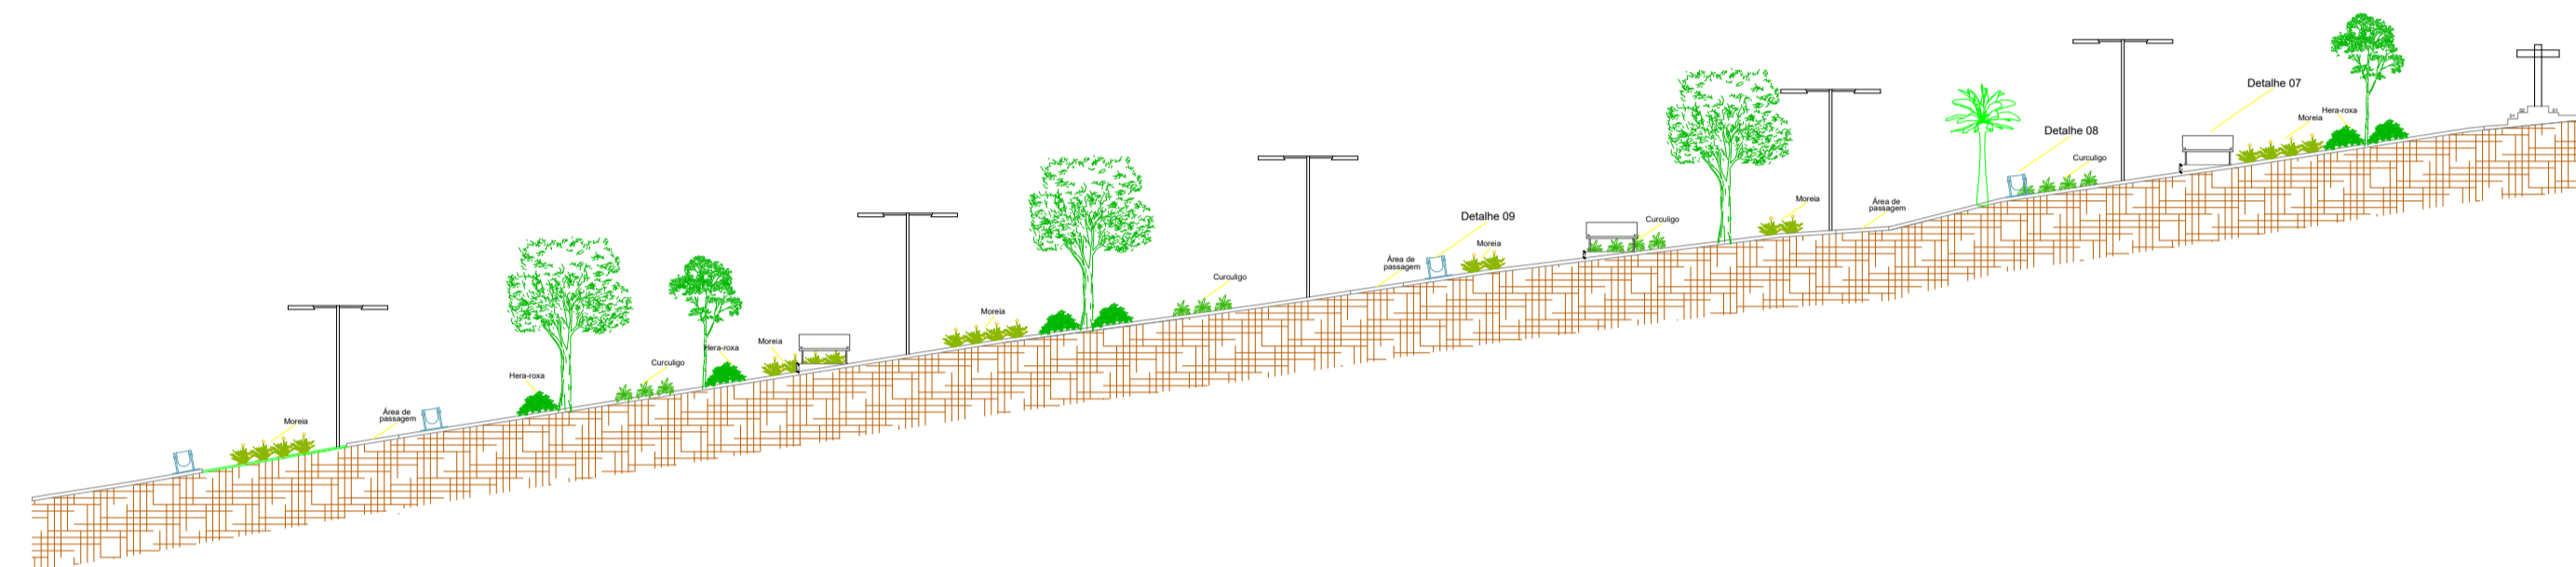 Detalhe 07
Hera-roxa
Moreia
Detalhe 08
Curculigo
Moreia
Área de
passagem
Detalhe 09
Curculigo
Moreia
Área de
passagem
Curculigo
Moreia
Moreia
Hera-roxa
Curculigo
Hera-roxa
Área de
passagem
Moreia